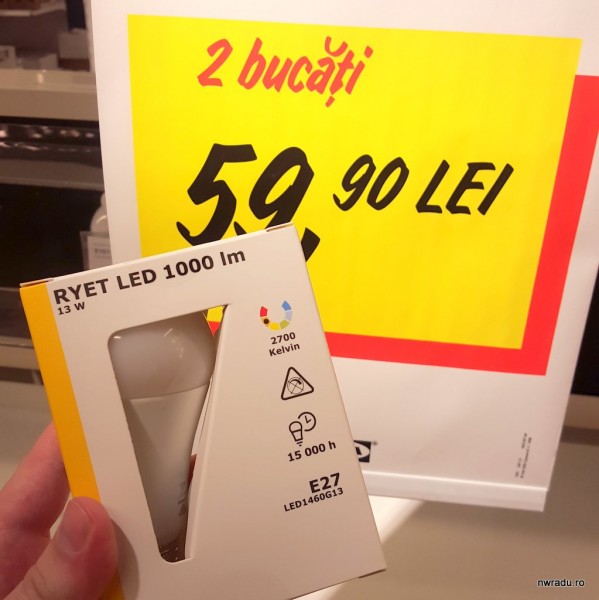 2 bucăți
59,90 LEI
RYET LED 1000 lm
13 W
2700
Kelvin
15 000 h
E27
LED1460G13
nwradu.ro